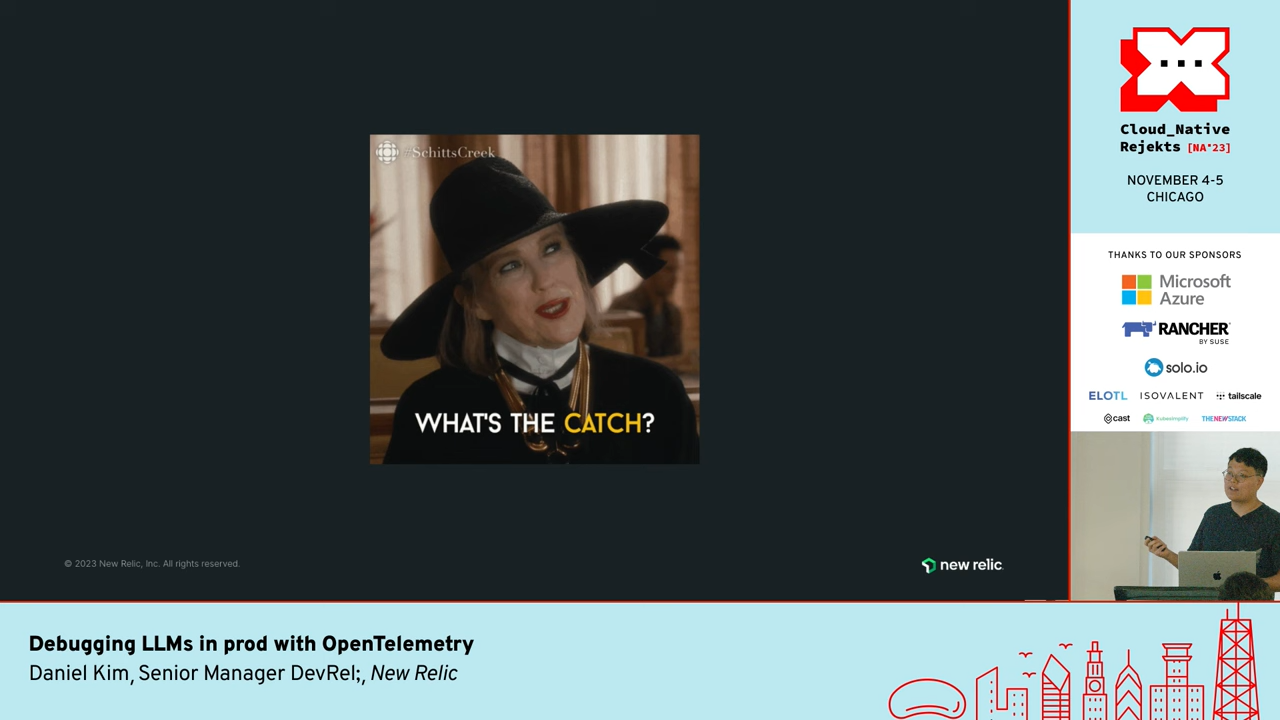 #SchittsCreek
WHAT'S THE CATCH?
© 2023 New Relic, Inc. All rights reserved.
new relic
Cloud_Native
Rejekts [NA'23]
NOVEMBER 4-5
CHICAGO
THANKS TO OUR SPONSORS
Microsoft
Azure
RANCHER
BY SUSE
solo.io
ELOTL ISOVALENT tailscale
cast Kubesimplify THENEWSTACK
Debugging LLMs in prod with OpenTelemetry
Daniel Kim, Senior Manager DevRel;, New Relic